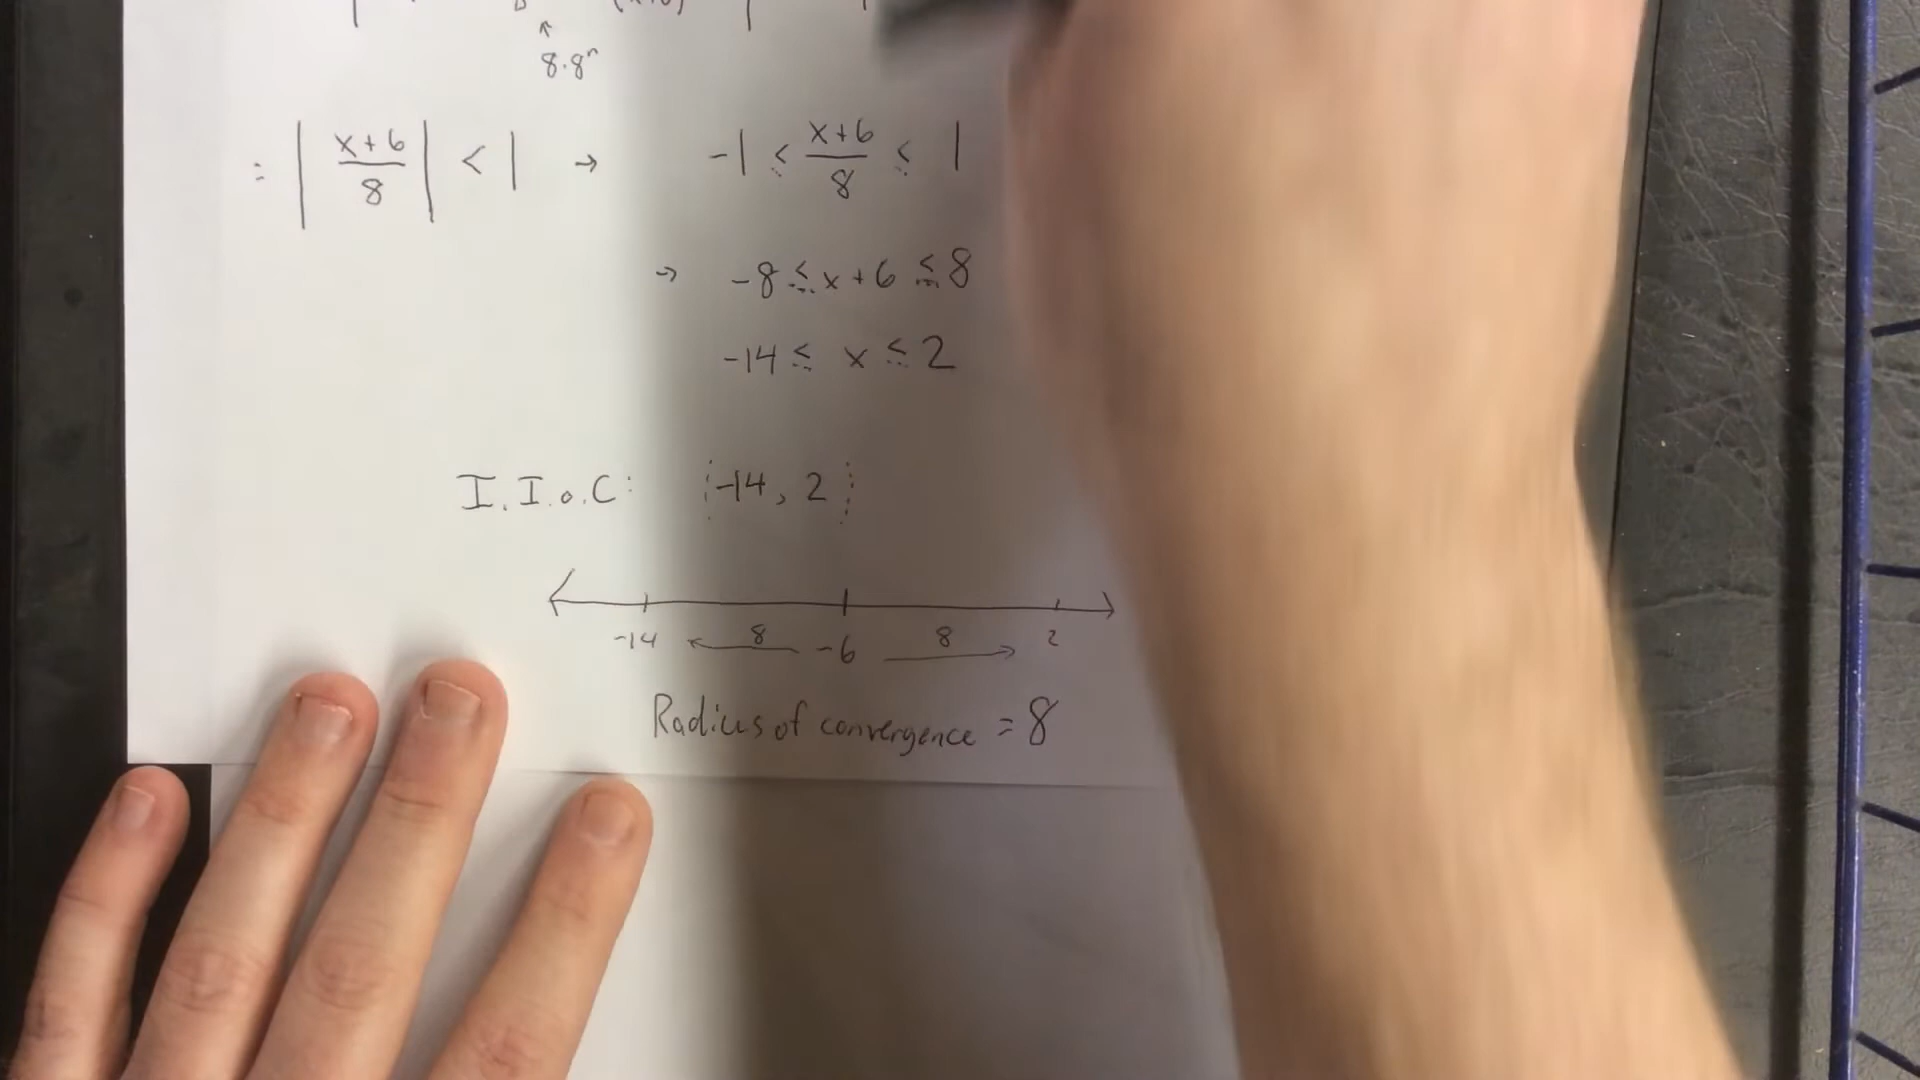 8·8ⁿ
= | x+6 / 8 | < 1 → -1 ≤ x+6 / 8 ≤ 1
→ -8 ≤ x+6 ≤ 8
-14 ≤ x ≤ 2
I.I.o.C: -14, 2
-14 8 -6 8 2
Radius of convergence = 8